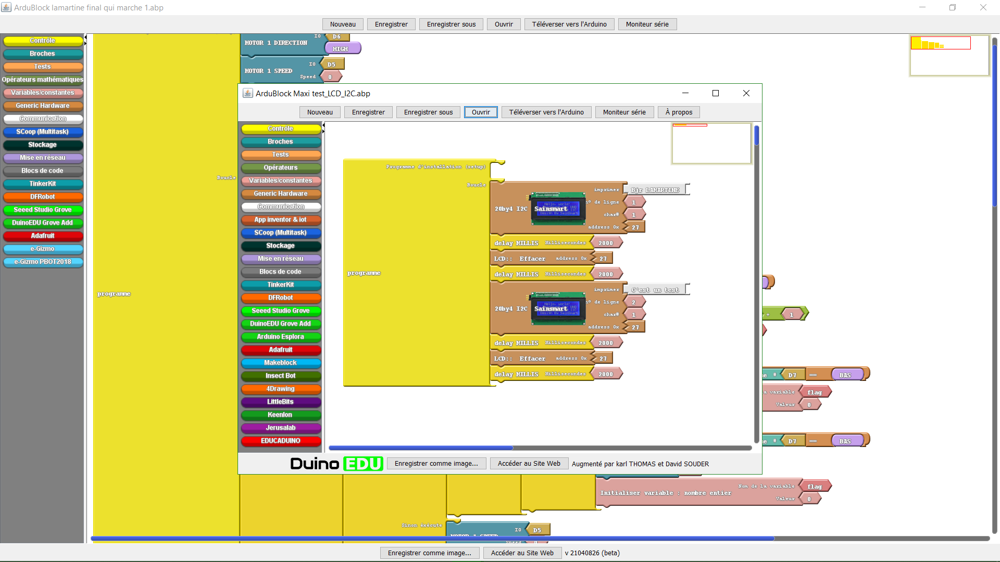 ArduBlock lamartine final qui marche 1.abp
Nouveau
Enregistrer
Enregistrer sous
Ouvrir
Téléverser vers l'Arduino
Moniteur série
Contrôle
Broches
Tests
Opérateurs mathématiques
Variables/constantes
Generic Hardware
Communication
SCoop (Multitask)
Stockage
Mise en réseau
Blocs de code
TinkerKit
DFRobot
Seeed Studio Grove
DuinoEDU Grove Add
Adafruit
e-Gizmo
e-Gizmo PBOT2018
programme
Boucle
MOTOR 1 DIRECTION
IO
D6
HIGH
MOTOR 1 SPEED
IO
D5
Speed
0
ArduBlock Maxi test_LCD_I2C.abp
Nouveau
Enregistrer
Enregistrer sous
Ouvrir
Téléverser vers l'Arduino
Moniteur série
À propos
Contrôle
Broches
Tests
Opérateurs
Variables/constantes
Generic Hardware
Communication
App inventor & iot
SCoop (Multitask)
Stockage
Mise en réseau
Blocs de code
TinkerKit
DFRobot
Seeed Studio Grove
DuinoEDU Grove Add
Arduino Esplora
Adafruit
Makeblock
Insect Bot
4Drawing
LittleBits
Keenlon
Jerusalab
EDUCADUINO
programme
Programme d'installation (setup)
Boucle
20by4 I2C Sainsmart
imprimer
Bjr LAMARTINE
n° de ligne
1
char#
1
address 0x
27
delay MILLIS Millisecondes 2000
LCD:: Effacer address 0x 27
delay MILLIS Millisecondes 2000
20by4 I2C Sainsmart
imprimer
C'est un test
n° de ligne
2
char#
1
address 0x
27
delay MILLIS Millisecondes 2000
LCD:: Effacer address 0x 27
delay MILLIS Millisecondes 2000
Duino EDU
Enregistrer comme image...
Accéder au Site Web
Augmenté par karl THOMAS et David SOUDER
+ 1
# D7 == BAS
variable
flag
Valeur
0
# D7 == BAS
Initialiser variable : nombre entier
Nom de la variable
flag
Valeur
0
Sinon éxécute
IO
D5
Enregistrer comme image...
Accéder au Site Web
v 21040826 (beta)